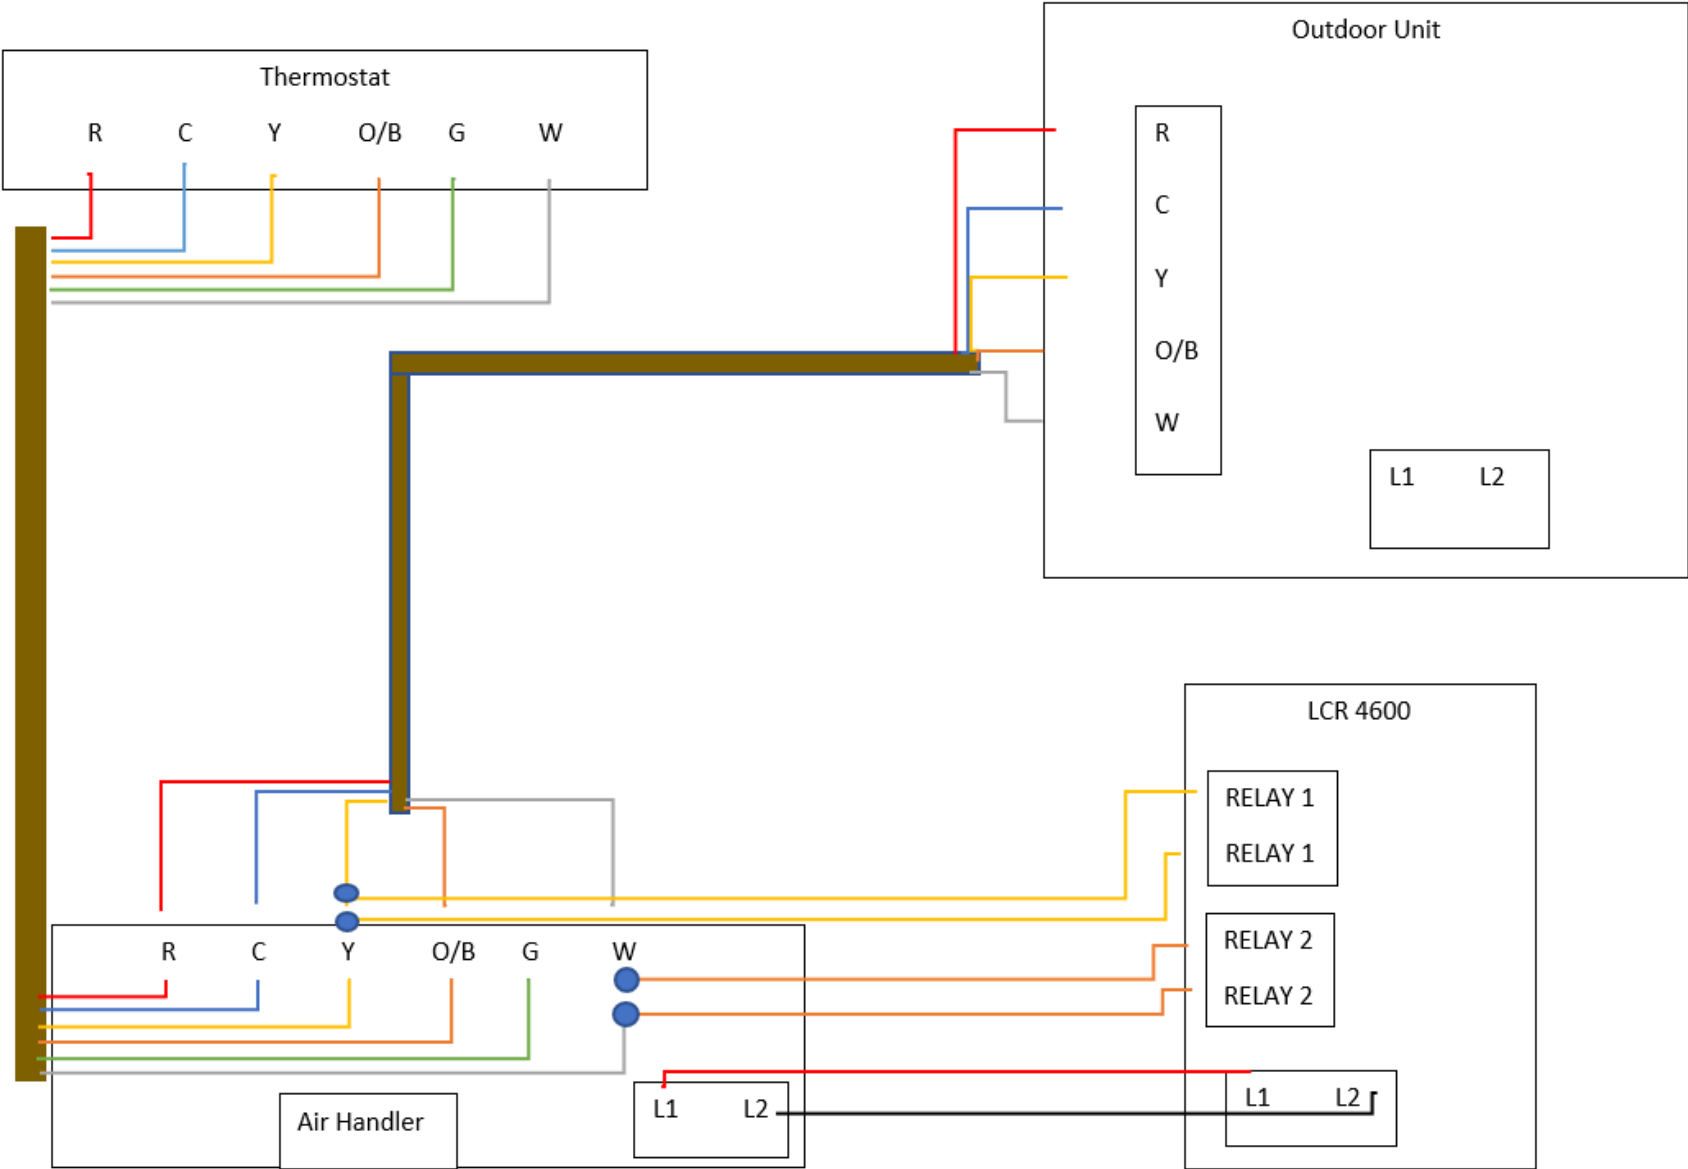 Outdoor Unit
Thermostat
R C Y O/B G W
R
C
Y
O/B
W
L1 L2
LCR 4600
RELAY 1
RELAY 1
RELAY 2
RELAY 2
L1 L2
R C Y O/B G W
L1 L2
Air Handler